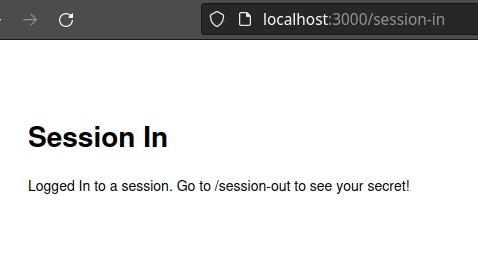 localhost:3000/session-in
Session In
Logged In to a session. Go to /session-out to see your secret!